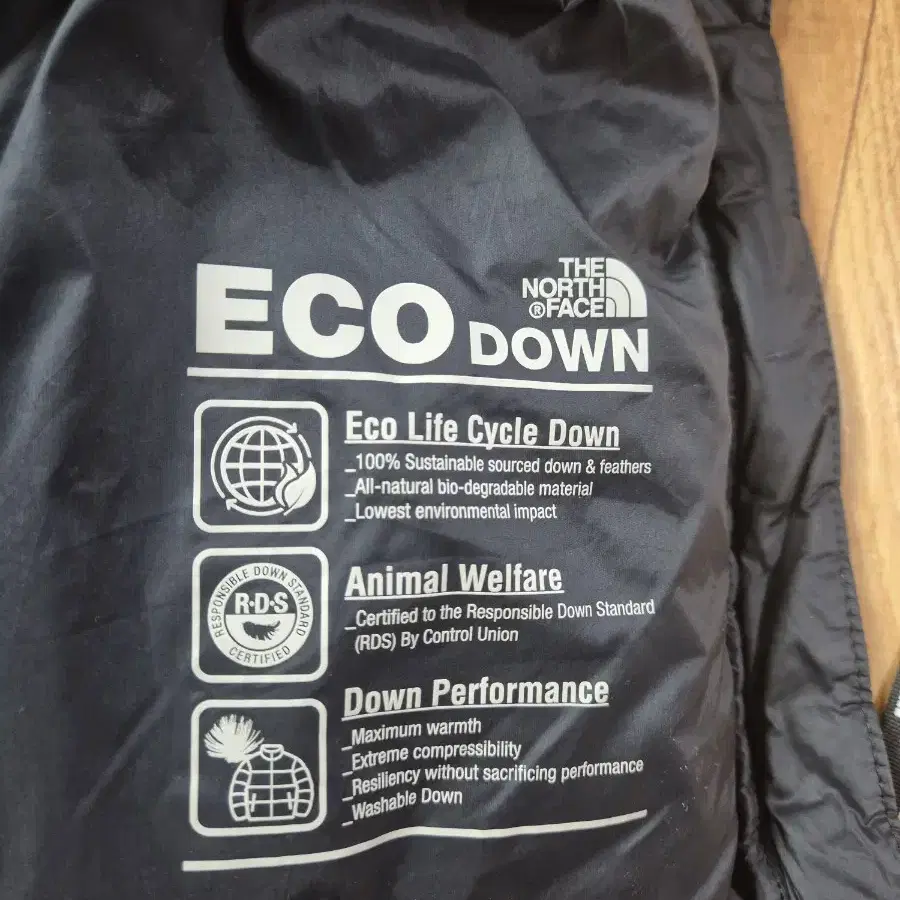 THE
NORTH
®FACE
ECO DOWN
Eco Life Cycle Down
_100% Sustainable sourced down & feathers
_All-natural bio-degradable material
_Lowest environmental impact
RESPONSIBLE DOWN STANDARD
R·D·S
CERTIFIED
Animal Welfare
_Certified to the Responsible Down Standard
(RDS) By Control Union
Down Performance
_Maximum warmth
_Extreme compressibility
_Resiliency without sacrificing performance
_Washable Down